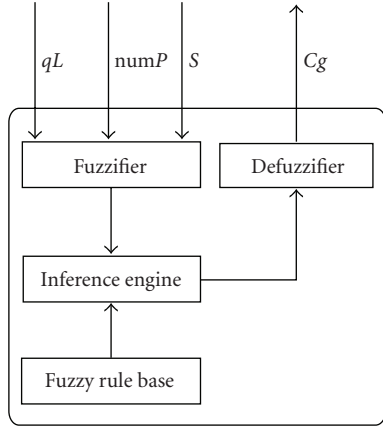 qL numP S Cg
Fuzzifier Defuzzifier
Inference engine
Fuzzy rule base